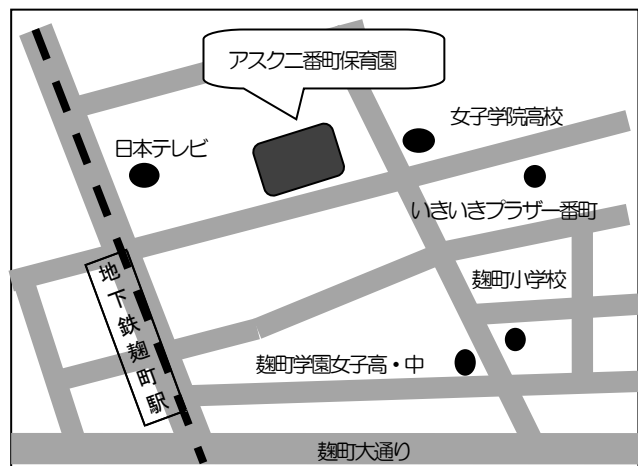 アスク二番町保育園
女子学院高校
日本テレビ
いきいきプラザ一番町
地下鉄麹町駅
麹町小学校
麹町学園女子高・中
麹町大通り